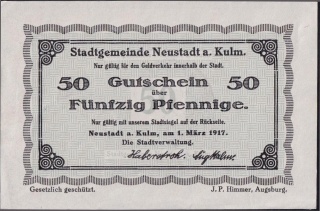 Stadtgemeinde Neustadt a. Kulm.
Nur gültig für den Geldverkehr innerhalb der Stadt.
50 Gutschein 50
über
Fünfzig Pfennige.
Nur gültig mit unserem Stadtsiegel auf der Rückseite.
Neustadt a. Kulm, am 1. März 1917.
Die Stadtverwaltung.
Haberstroh.
Gesetzlich geschützt. J. P. Himmer, Augsburg.